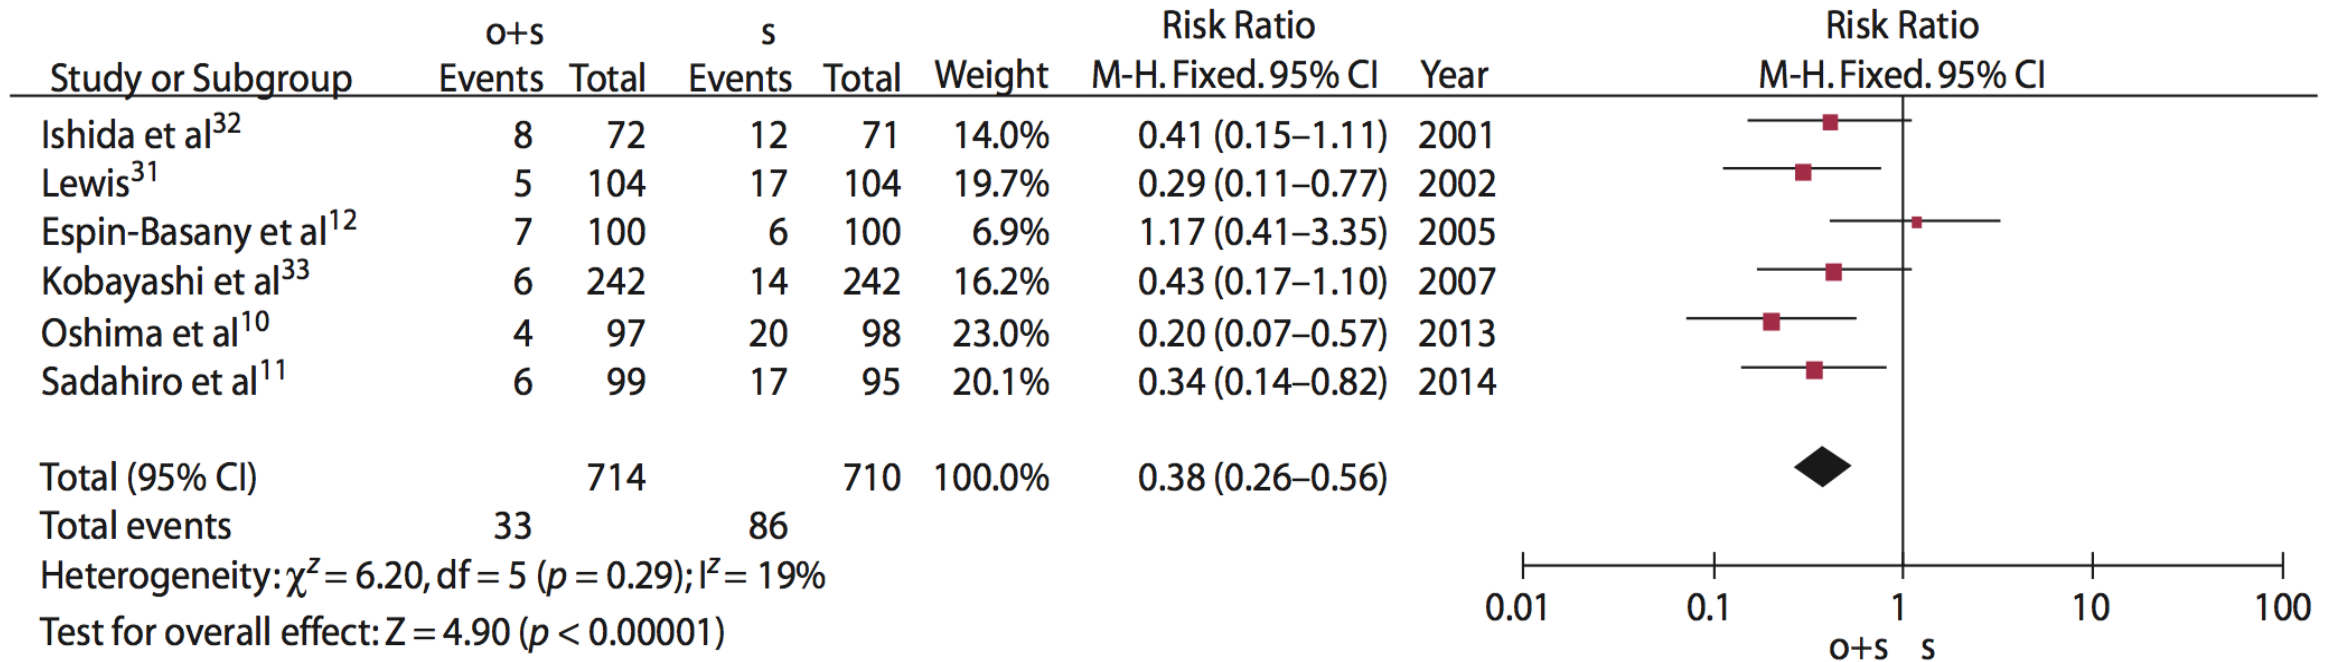 o+s s Risk Ratio Risk Ratio
Study or Subgroup Events Total Events Total Weight M-H. Fixed. 95% CI Year M-H. Fixed. 95% CI
Ishida et al32 8 72 12 71 14.0% 0.41 (0.15–1.11) 2001
Lewis31 5 104 17 104 19.7% 0.29 (0.11–0.77) 2002
Espin-Basany et al12 7 100 6 100 6.9% 1.17 (0.41–3.35) 2005
Kobayashi et al33 6 242 14 242 16.2% 0.43 (0.17–1.10) 2007
Oshima et al10 4 97 20 98 23.0% 0.20 (0.07–0.57) 2013
Sadahiro et al11 6 99 17 95 20.1% 0.34 (0.14–0.82) 2014
Total (95% CI) 714 710 100.0% 0.38 (0.26–0.56)
Total events 33 86
Heterogeneity: χz = 6.20, df = 5 (p = 0.29); Iz = 19%
Test for overall effect: Z = 4.90 (p < 0.00001)
0.01 0.1 1 10 100
o+s s